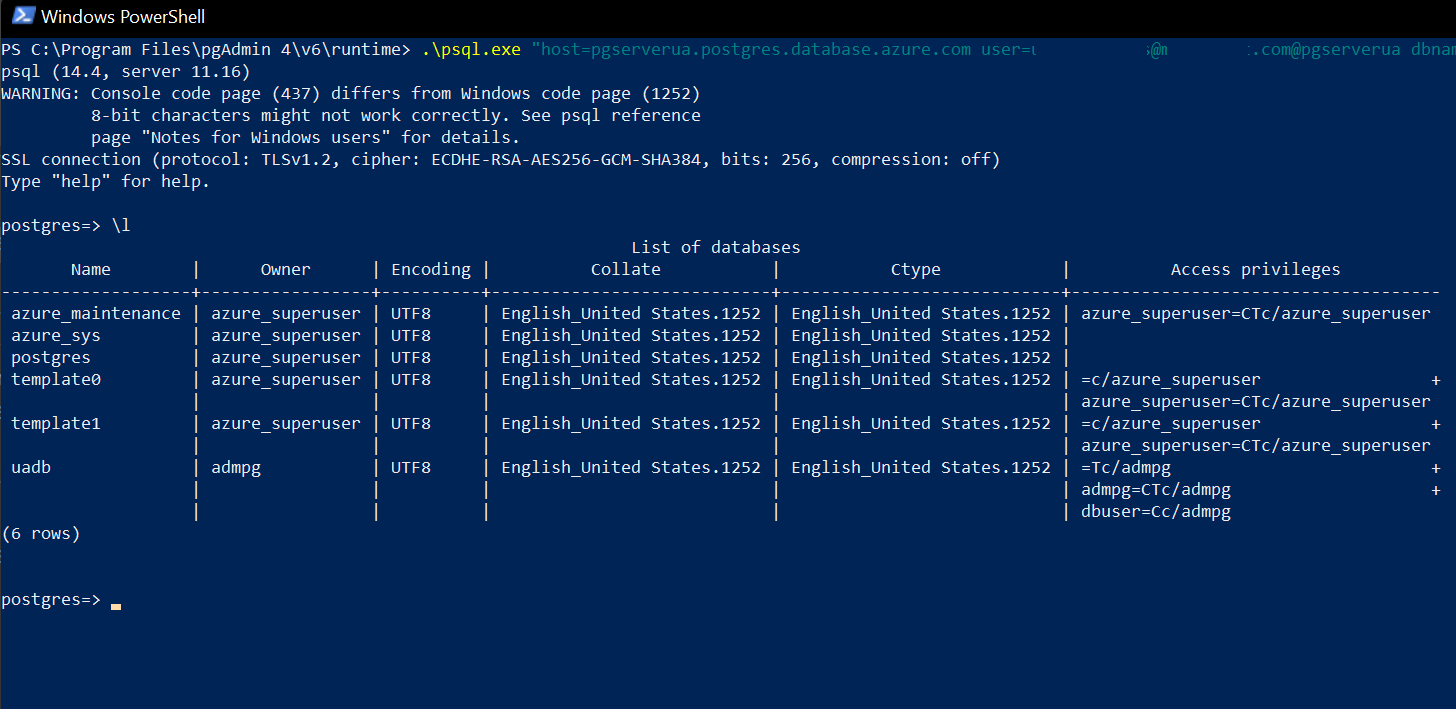 Windows PowerShell
PS C:\Program Files\pgAdmin 4\v6\runtime> .\psql.exe "host=pgserverua.postgres.database.azure.com user= .com@pgserverua
psql (14.4, server 11.16)
WARNING: Console code page (437) differs from Windows code page (1252)
         8-bit characters might not work correctly. See psql reference
         page "Notes for Windows users" for details.
SSL connection (protocol: TLSv1.2, cipher: ECDHE-RSA-AES256-GCM-SHA384, bits: 256, compression: off)
Type "help" for help.
postgres=> \l
                                                               List of databases
       Name        |      Owner      | Encoding |          Collate           |           Ctype            |          Access privileges
-------------------+-----------------+----------+----------------------------+----------------------------+-------------------------------------
 azure_maintenance | azure_superuser | UTF8     | English_United States.1252 | English_United States.1252 | azure_superuser=CTc/azure_superuser
 azure_sys         | azure_superuser | UTF8     | English_United States.1252 | English_United States.1252 |
 postgres          | azure_superuser | UTF8     | English_United States.1252 | English_United States.1252 |
 template0         | azure_superuser | UTF8     | English_United States.1252 | English_United States.1252 | =c/azure_superuser                 +
                   |                 |          |                            |                            | azure_superuser=CTc/azure_superuser
 template1         | azure_superuser | UTF8     | English_United States.1252 | English_United States.1252 | =c/azure_superuser                 +
                   |                 |          |                            |                            | azure_superuser=CTc/azure_superuser
 uadb              | admpg           | UTF8     | English_United States.1252 | English_United States.1252 | =Tc/admpg                          +
                   |                 |          |                            |                            | admpg=CTc/admpg                    +
                   |                 |          |                            |                            | dbuser=Cc/admpg
(6 rows)
postgres=>